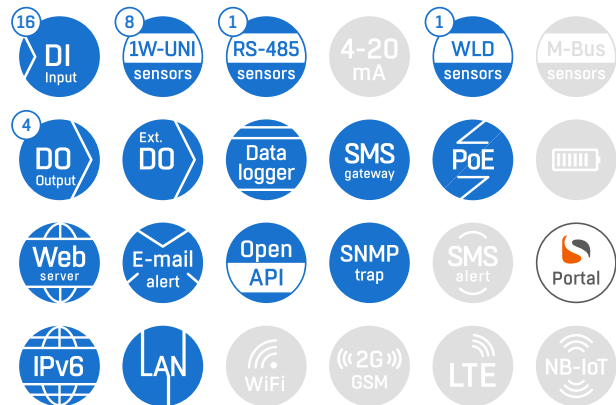 16
DI
Input
8
1W-UNI
sensors
1
RS-485
sensors
4-20
mA
1
WLD
sensors
M-Bus
sensors
4
DO
Output
Ext.
DO
Data
logger
SMS
gateway
PoE
Web
server
E-mail
alert
Open
API
SNMP
trap
SMS
alert
Portal
IPv6
LAN
WiFi
2G
GSM
LTE
NB-IoT